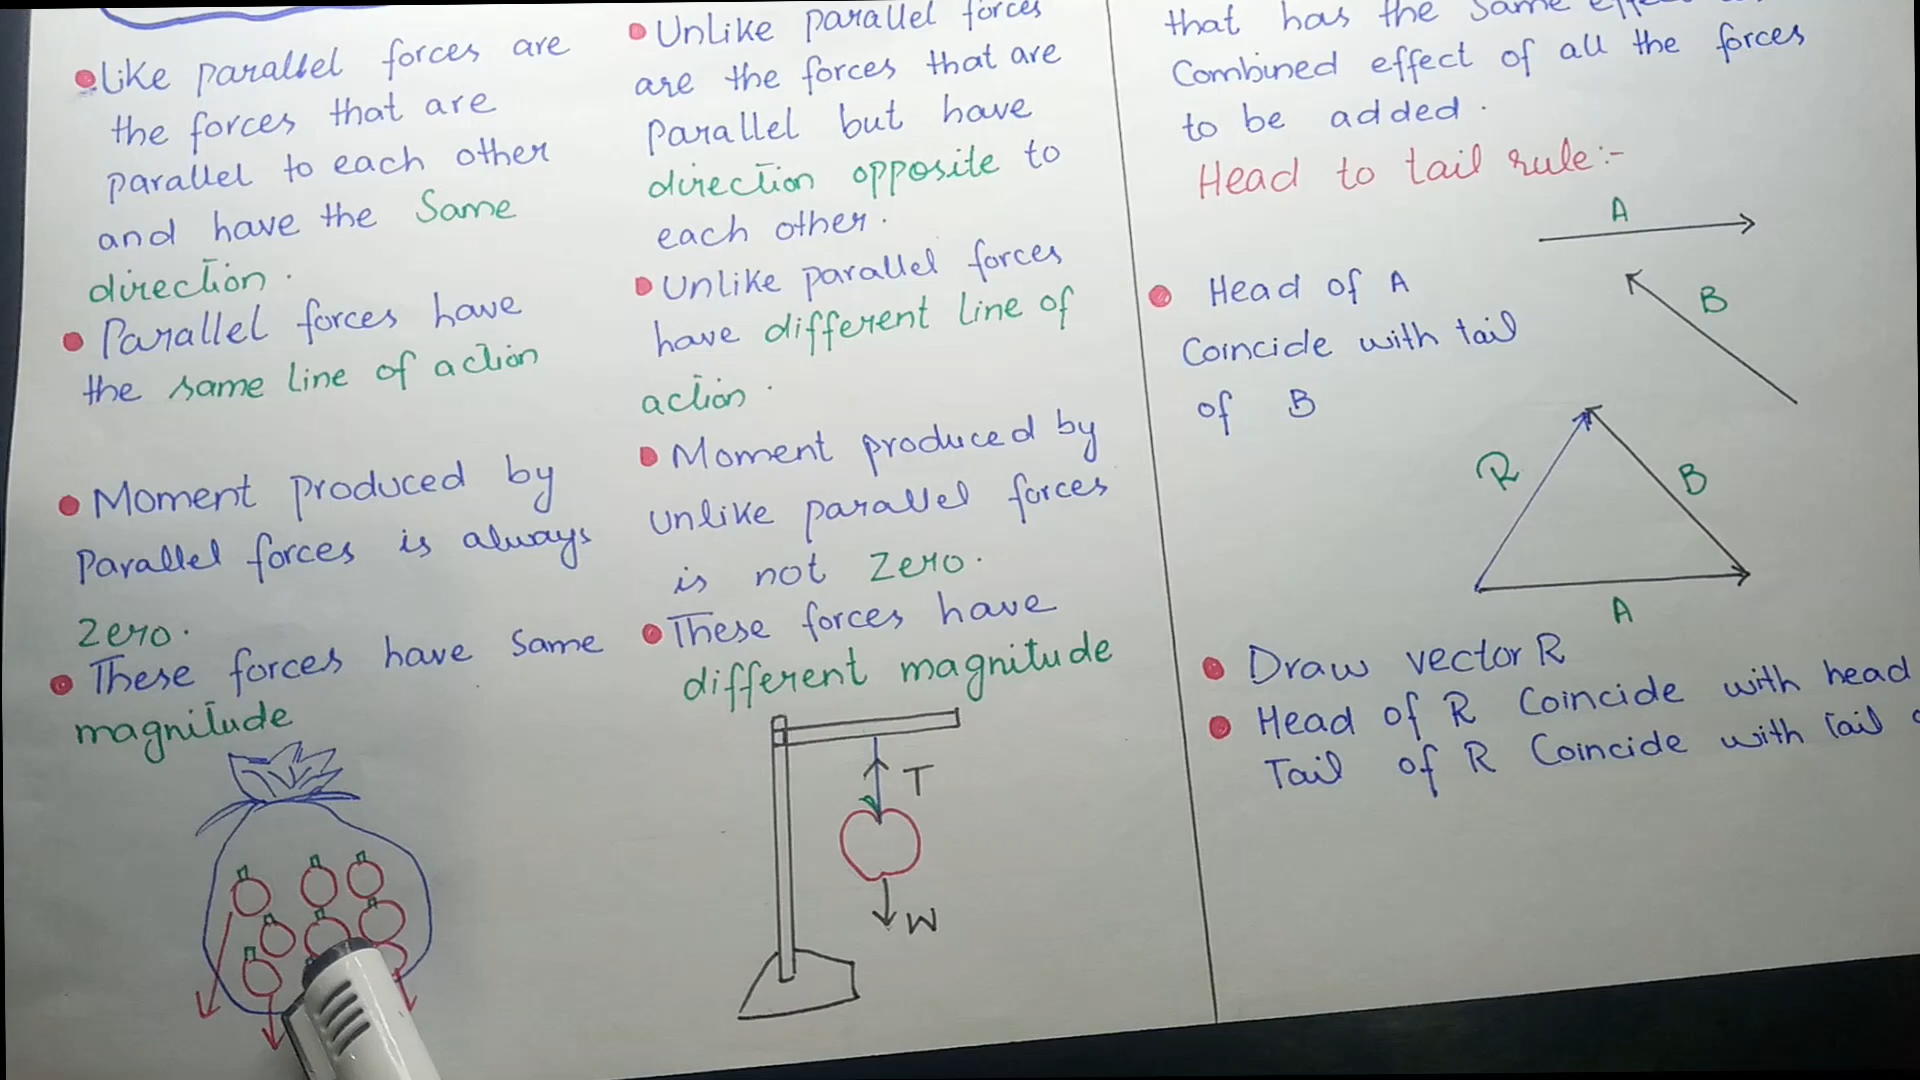 Like parallel forces are
the forces that are
parallel to each other
and have the Same
direction.
Parallel forces have
the same line of action
Moment produced by
Parallel forces is always
Zero.
These forces have Same
magnitude
Unlike parallel forces
are the forces that are
parallel but have
direction opposite to
each other.
Unlike parallel forces
have different line of
action.
Moment produced by
Unlike parallel forces
is not Zero.
These forces have
different magnitude
T
W
that has the same
Combined effect of all the forces
to be added.
Head to tail rule:-
A
Head of A
Coincide with tail
of B
B
R
B
A
Draw vector R
Head of R Coincide with head
Tail of R Coincide with tail